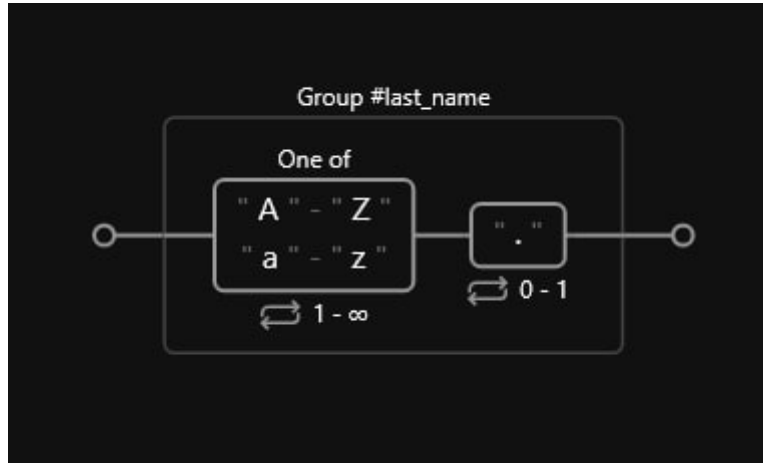 Group #last_name
One of
"A" - "Z"
"a" - "z"
"."
1 - ∞
0 - 1